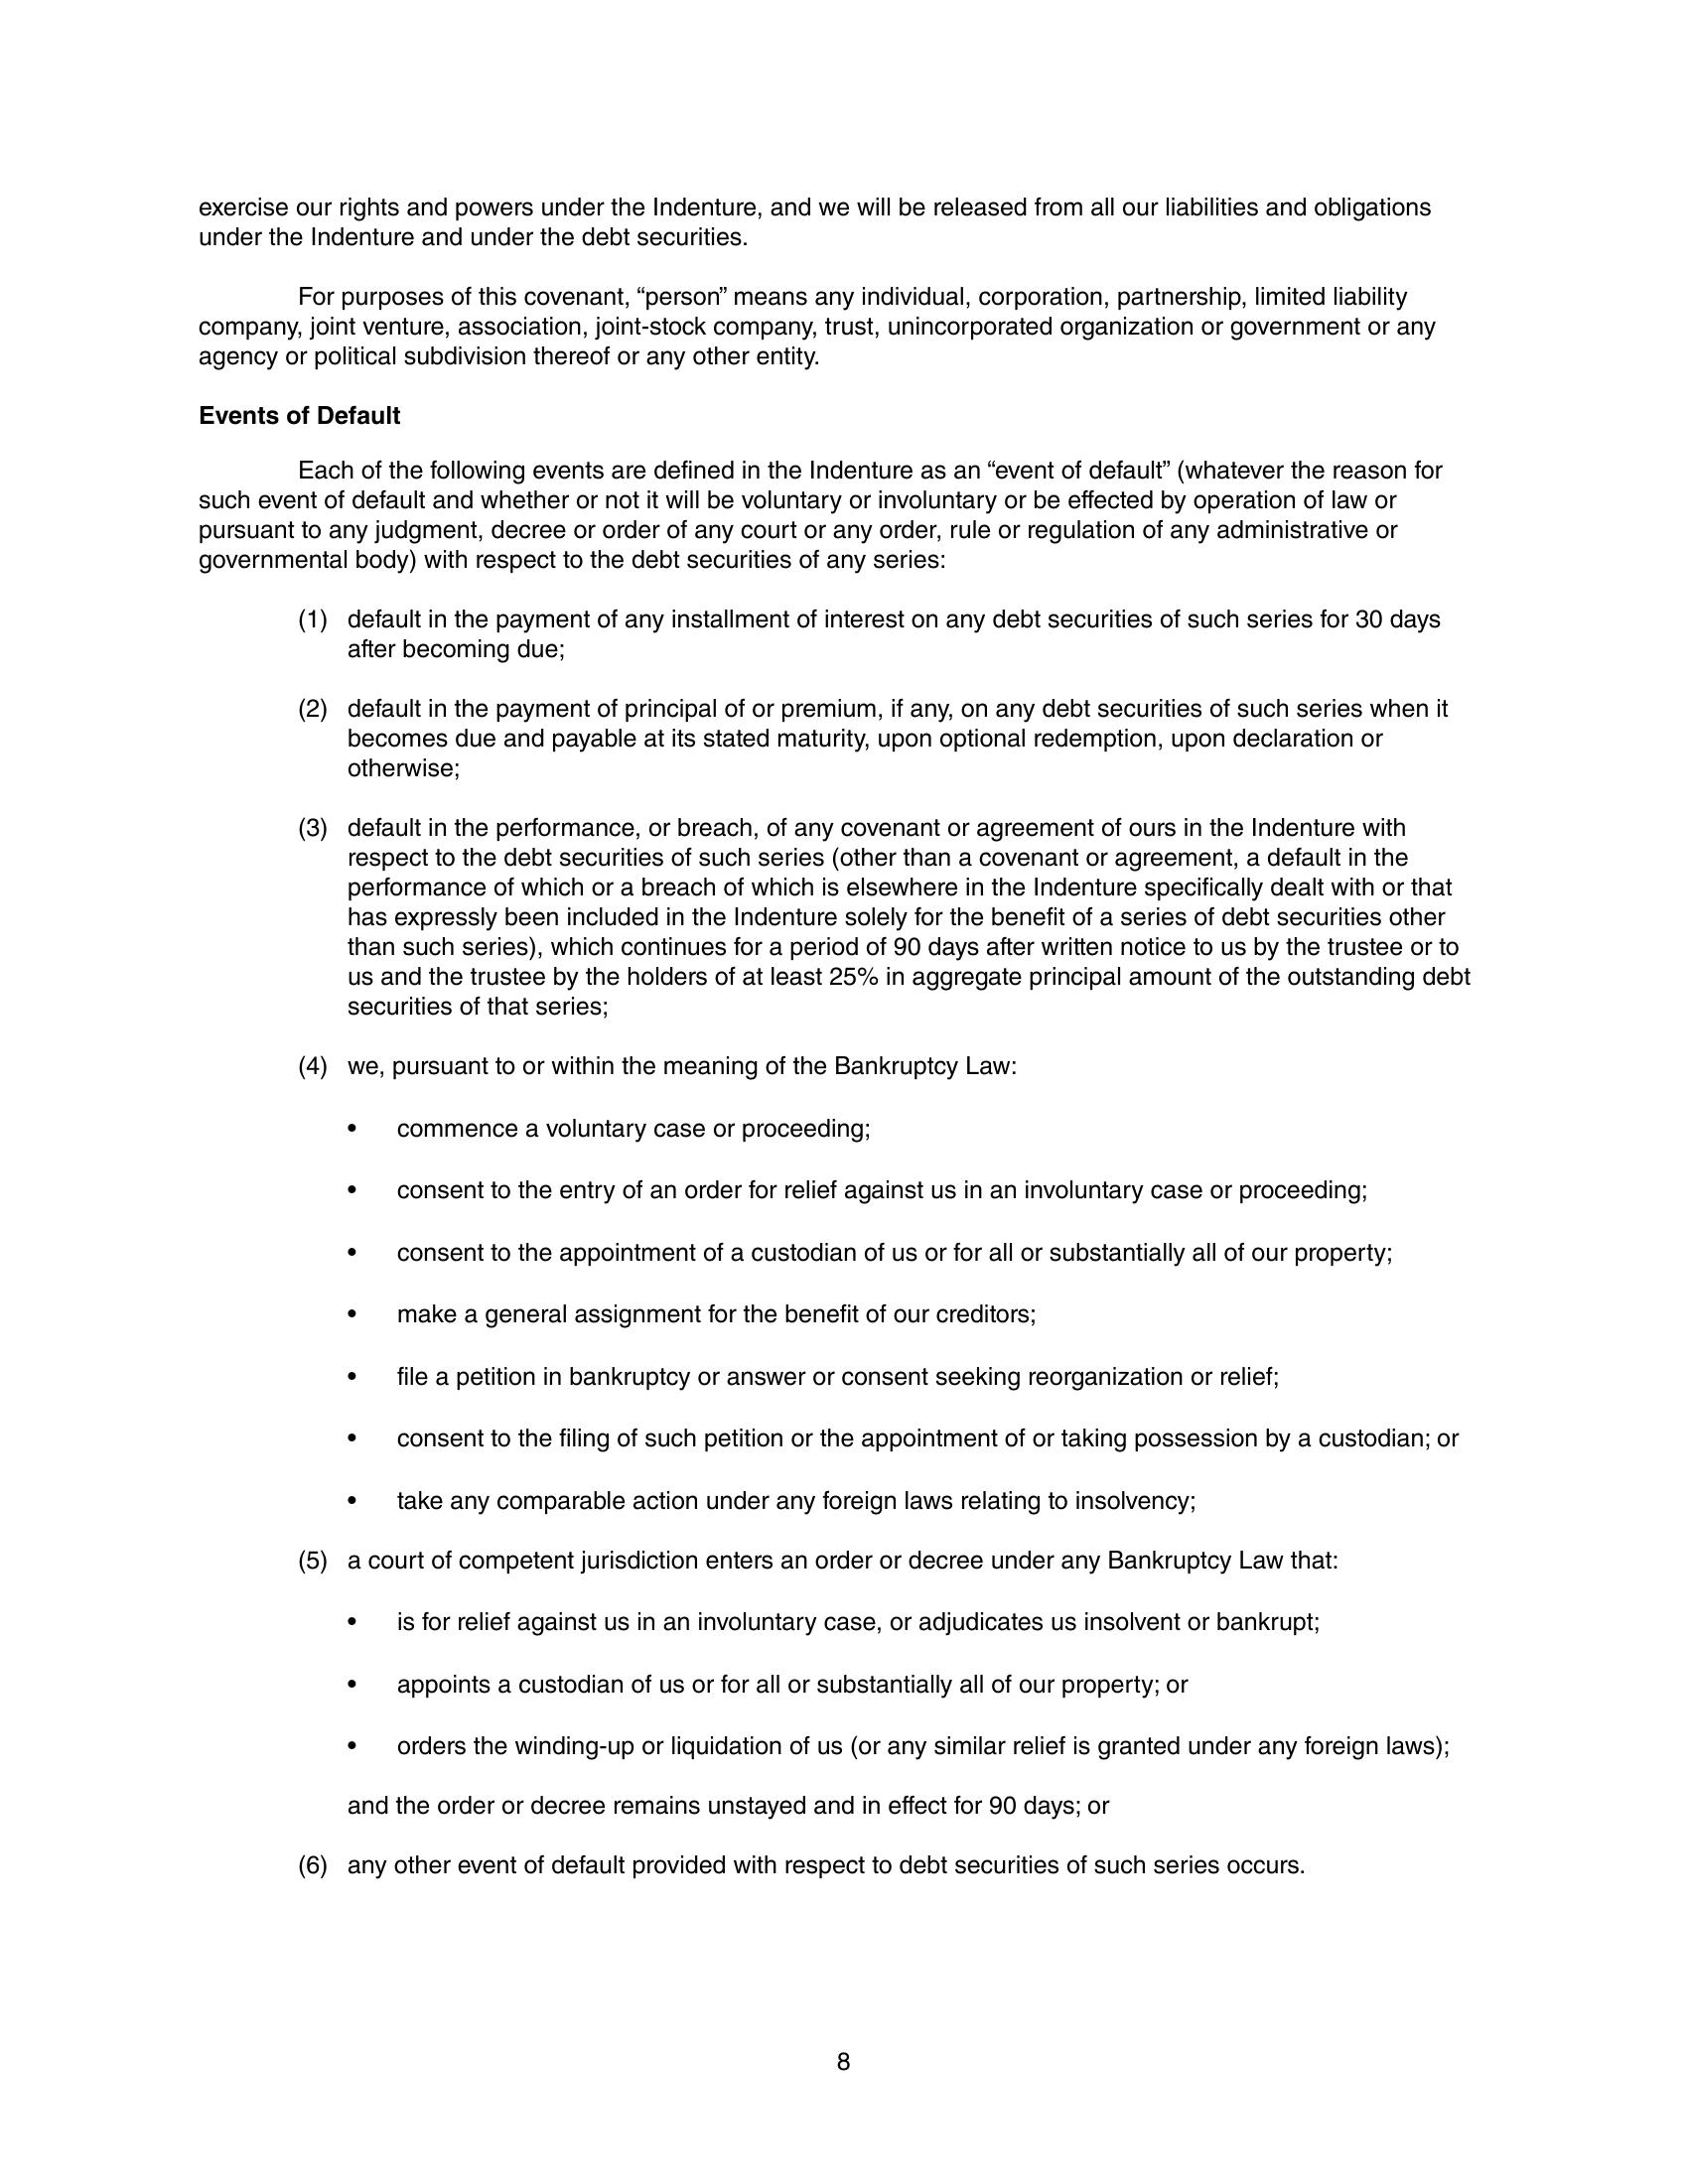 exercise our rights and powers under the Indenture, and we will be released from all our liabilities and obligations
under the Indenture and under the debt securities.
For purposes of this covenant, “person” means any individual, corporation, partnership, limited liability
company, joint venture, association, joint-stock company, trust, unincorporated organization or government or any
agency or political subdivision thereof or any other entity.
Events of Default
Each of the following events are defined in the Indenture as an “event of default” (whatever the reason for
such event of default and whether or not it will be voluntary or involuntary or be effected by operation of law or
pursuant to any judgment, decree or order of any court or any order, rule or regulation of any administrative or
governmental body) with respect to the debt securities of any series:
(1) default in the payment of any installment of interest on any debt securities of such series for 30 days
after becoming due;
(2) default in the payment of principal of or premium, if any, on any debt securities of such series when it
becomes due and payable at its stated maturity, upon optional redemption, upon declaration or
otherwise;
(3) default in the performance, or breach, of any covenant or agreement of ours in the Indenture with
respect to the debt securities of such series (other than a covenant or agreement, a default in the
performance of which or a breach of which is elsewhere in the Indenture specifically dealt with or that
has expressly been included in the Indenture solely for the benefit of a series of debt securities other
than such series), which continues for a period of 90 days after written notice to us by the trustee or to
us and the trustee by the holders of at least 25% in aggregate principal amount of the outstanding debt
securities of that series;
(4) we, pursuant to or within the meaning of the Bankruptcy Law:
• commence a voluntary case or proceeding;
• consent to the entry of an order for relief against us in an involuntary case or proceeding;
• consent to the appointment of a custodian of us or for all or substantially all of our property;
• make a general assignment for the benefit of our creditors;
• file a petition in bankruptcy or answer or consent seeking reorganization or relief;
• consent to the filing of such petition or the appointment of or taking possession by a custodian; or
• take any comparable action under any foreign laws relating to insolvency;
(5) a court of competent jurisdiction enters an order or decree under any Bankruptcy Law that:
• is for relief against us in an involuntary case, or adjudicates us insolvent or bankrupt;
• appoints a custodian of us or for all or substantially all of our property; or
• orders the winding-up or liquidation of us (or any similar relief is granted under any foreign laws);
and the order or decree remains unstayed and in effect for 90 days; or
(6) any other event of default provided with respect to debt securities of such series occurs.
8